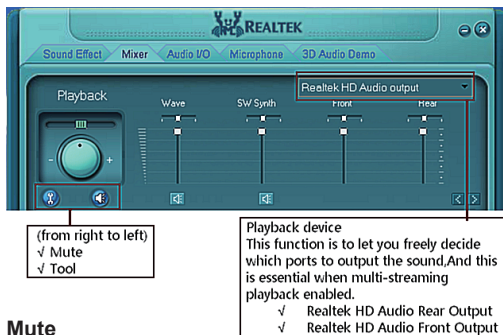 REALTEK
Sound Effect Mixer Audio I/O Microphone 3D Audio Demo
Playback
Realtek HD Audio output
Wave SW Synth Front Rear
- +
(from right to left)
√ Mute
√ Tool
Playback device
This function is to let you freely decide
which ports to output the sound,And this
is essential when multi-streaming
playback enabled.
√ Realtek HD Audio Rear Output
√ Realtek HD Audio Front Output
Mute